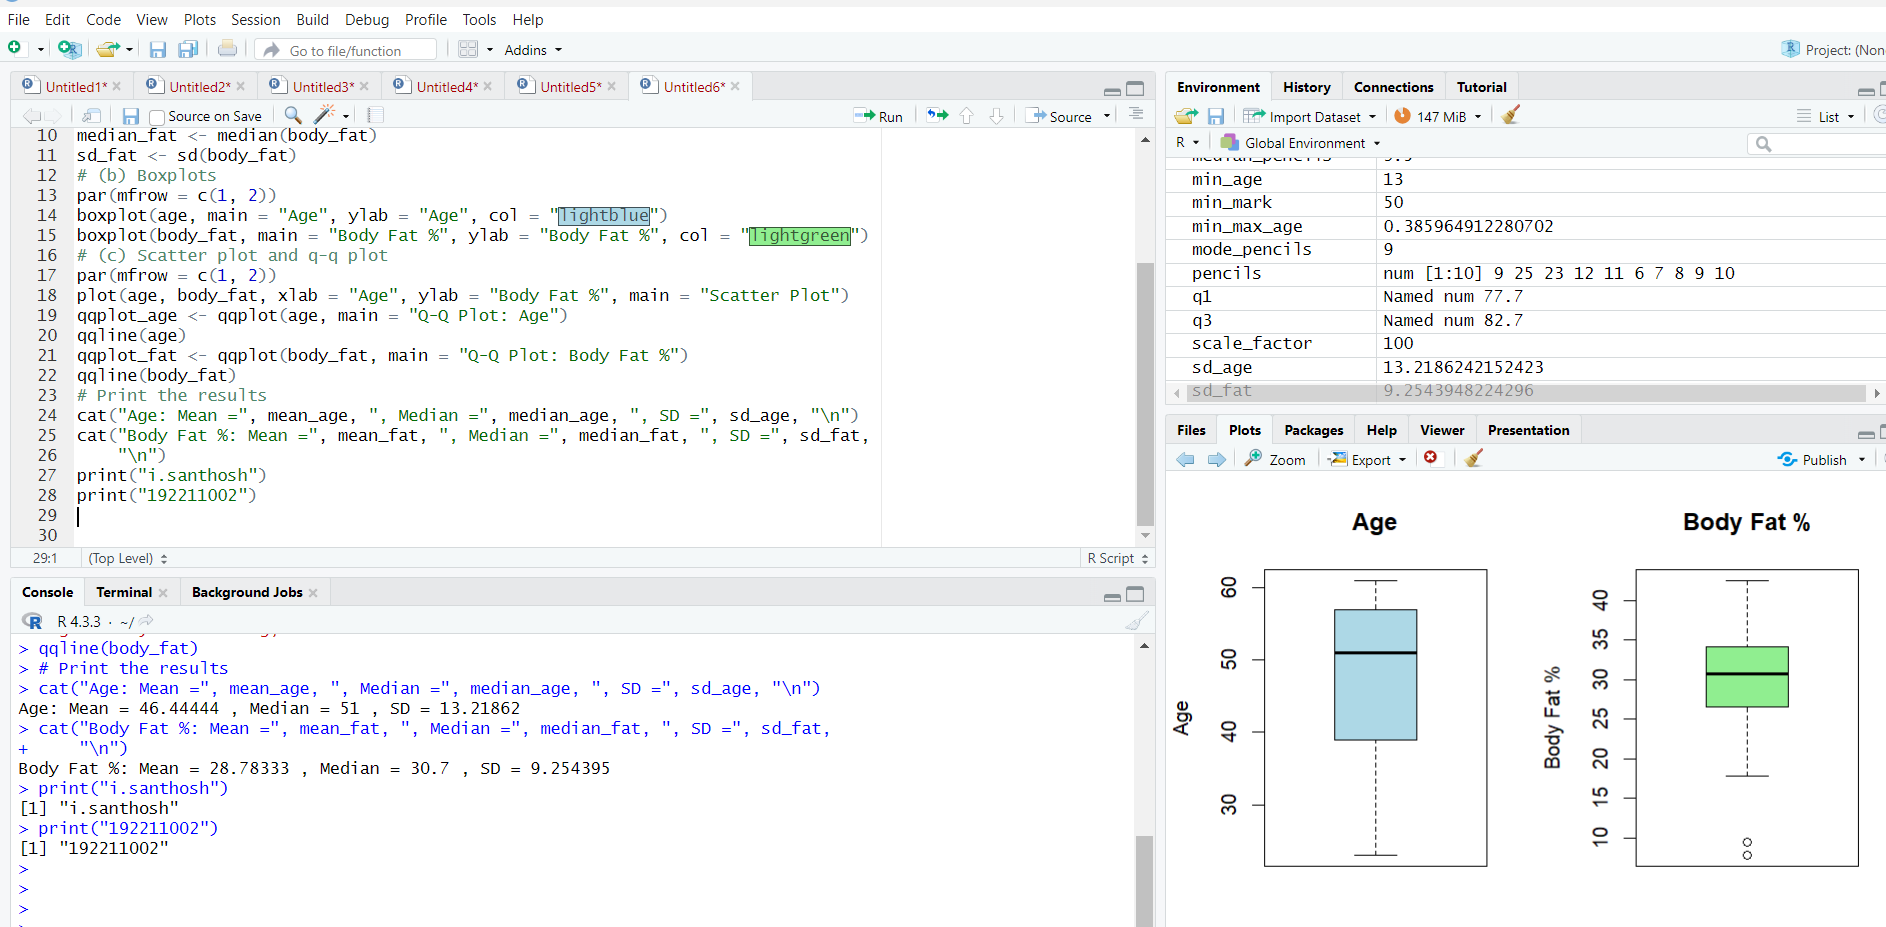 File Edit Code View Plots Session Build Debug Profile Tools Help
Go to file/function Addins Project: (Non
Untitled1* Untitled2* Untitled3* Untitled4* Untitled5* Untitled6*
Source on Save Run Source
10 median_fat <- median(body_fat)
11 sd_fat <- sd(body_fat)
12 # (b) Boxplots
13 par(mfrow = c(1, 2))
14 boxplot(age, main = "Age", ylab = "Age", col = "lightblue")
15 boxplot(body_fat, main = "Body Fat %", ylab = "Body Fat %", col = "lightgreen")
16 # (c) Scatter plot and q-q plot
17 par(mfrow = c(1, 2))
18 plot(age, body_fat, xlab = "Age", ylab = "Body Fat %", main = "Scatter Plot")
19 qqplot_age <- qqplot(age, main = "Q-Q Plot: Age")
20 qqline(age)
21 qqplot_fat <- qqplot(body_fat, main = "Q-Q Plot: Body Fat %")
22 qqline(body_fat)
23 # Print the results
24 cat("Age: Mean =", mean_age, ", Median =", median_age, ", SD =", sd_age, "\n")
25 cat("Body Fat %: Mean =", mean_fat, ", Median =", median_fat, ", SD =", sd_fat,
26 "\n")
27 print("i.santhosh")
28 print("192211002")
29
30
29:1 (Top Level) R Script
Console Terminal Background Jobs
R 4.3.3 · ~/
> qqline(body_fat)
> # Print the results
> cat("Age: Mean =", mean_age, ", Median =", median_age, ", SD =", sd_age, "\n")
Age: Mean = 46.44444 , Median = 51 , SD = 13.21862
> cat("Body Fat %: Mean =", mean_fat, ", Median =", median_fat, ", SD =", sd_fat,
+ "\n")
Body Fat %: Mean = 28.78333 , Median = 30.7 , SD = 9.254395
> print("i.santhosh")
[1] "i.santhosh"
> print("192211002")
[1] "192211002"
>
>
>
Environment History Connections Tutorial
Import Dataset 147 MiB List
R Global Environment
min_age 13
min_mark 50
min_max_age 0.385964912280702
mode_pencils 9
pencils num [1:10] 9 25 23 12 11 6 7 8 9 10
q1 Named num 77.7
q3 Named num 82.7
scale_factor 100
sd_age 13.2186242152423
sd_fat 9.2543948224296
Files Plots Packages Help Viewer Presentation
Zoom Export Publish
Age
Age
60
50
40
30
Body Fat %
Body Fat %
40
35
30
25
20
15
10